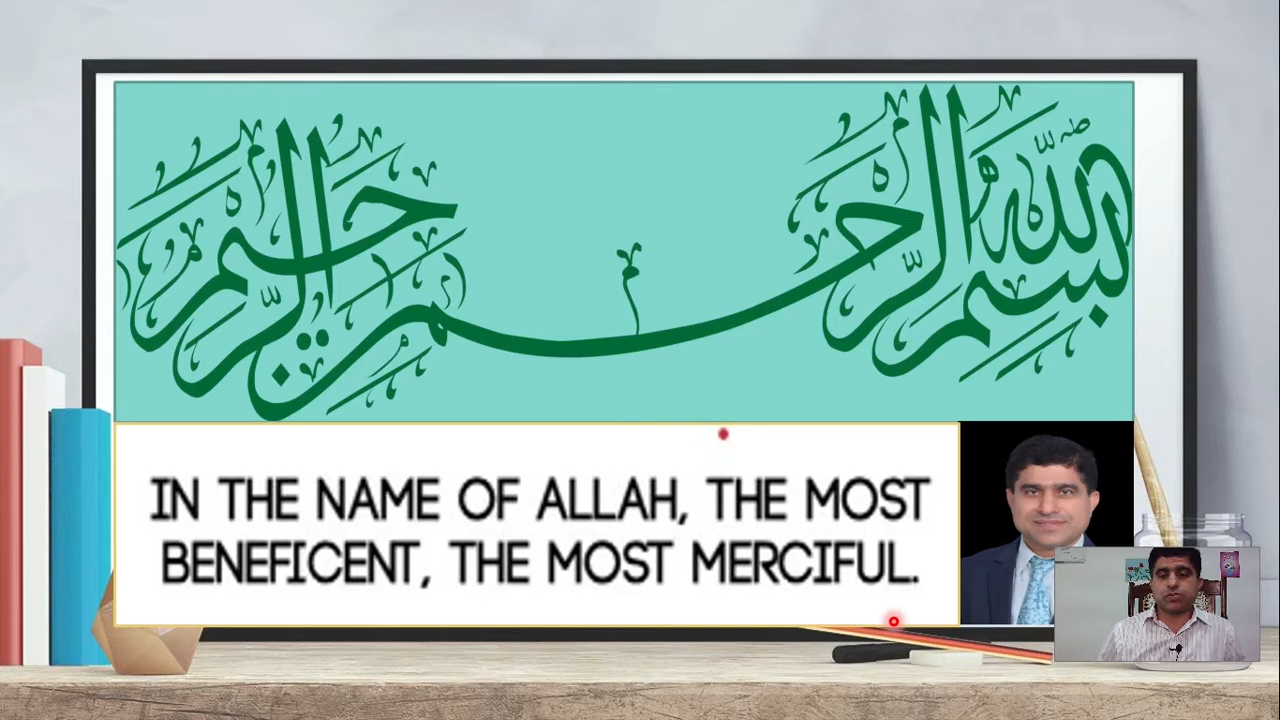 بسم الله الرحمن الرحيم
IN THE NAME OF ALLAH, THE MOST
BENEFICENT, THE MOST MERCIFUL.